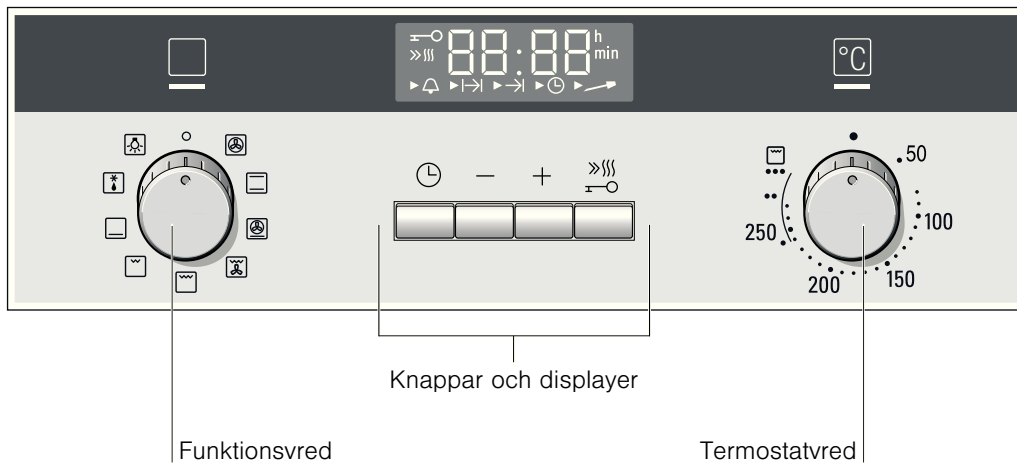 88:88 h min
°C
50
100
150
200
250
− +
Knappar och displayer
Funktionsvred
Termostatvred